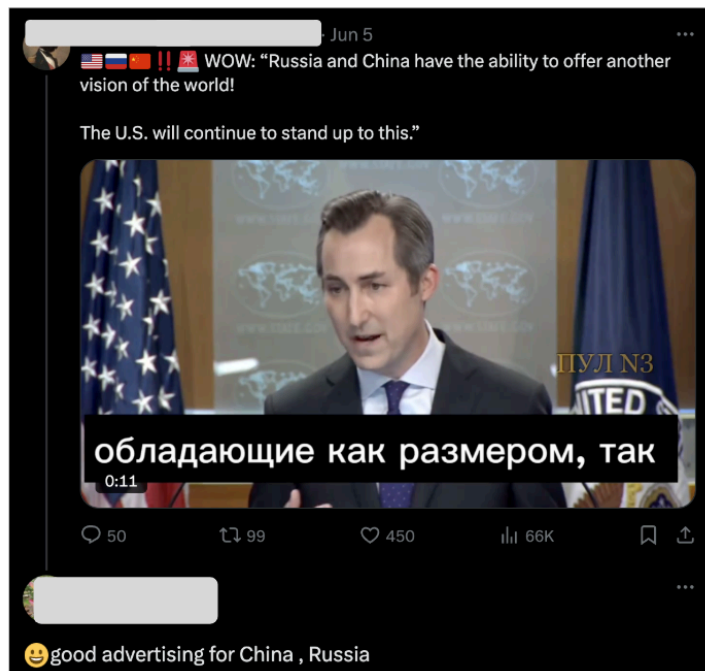 Jun 5
🇺🇸🇷🇺🇨🇳‼️🚨 WOW: “Russia and China have the ability to offer another
vision of the world!
The U.S. will continue to stand up to this.”
ПУЛ N3
ITED
обладающие как размером, так
0:11
50 99 450 66K
😀good advertising for China , Russia